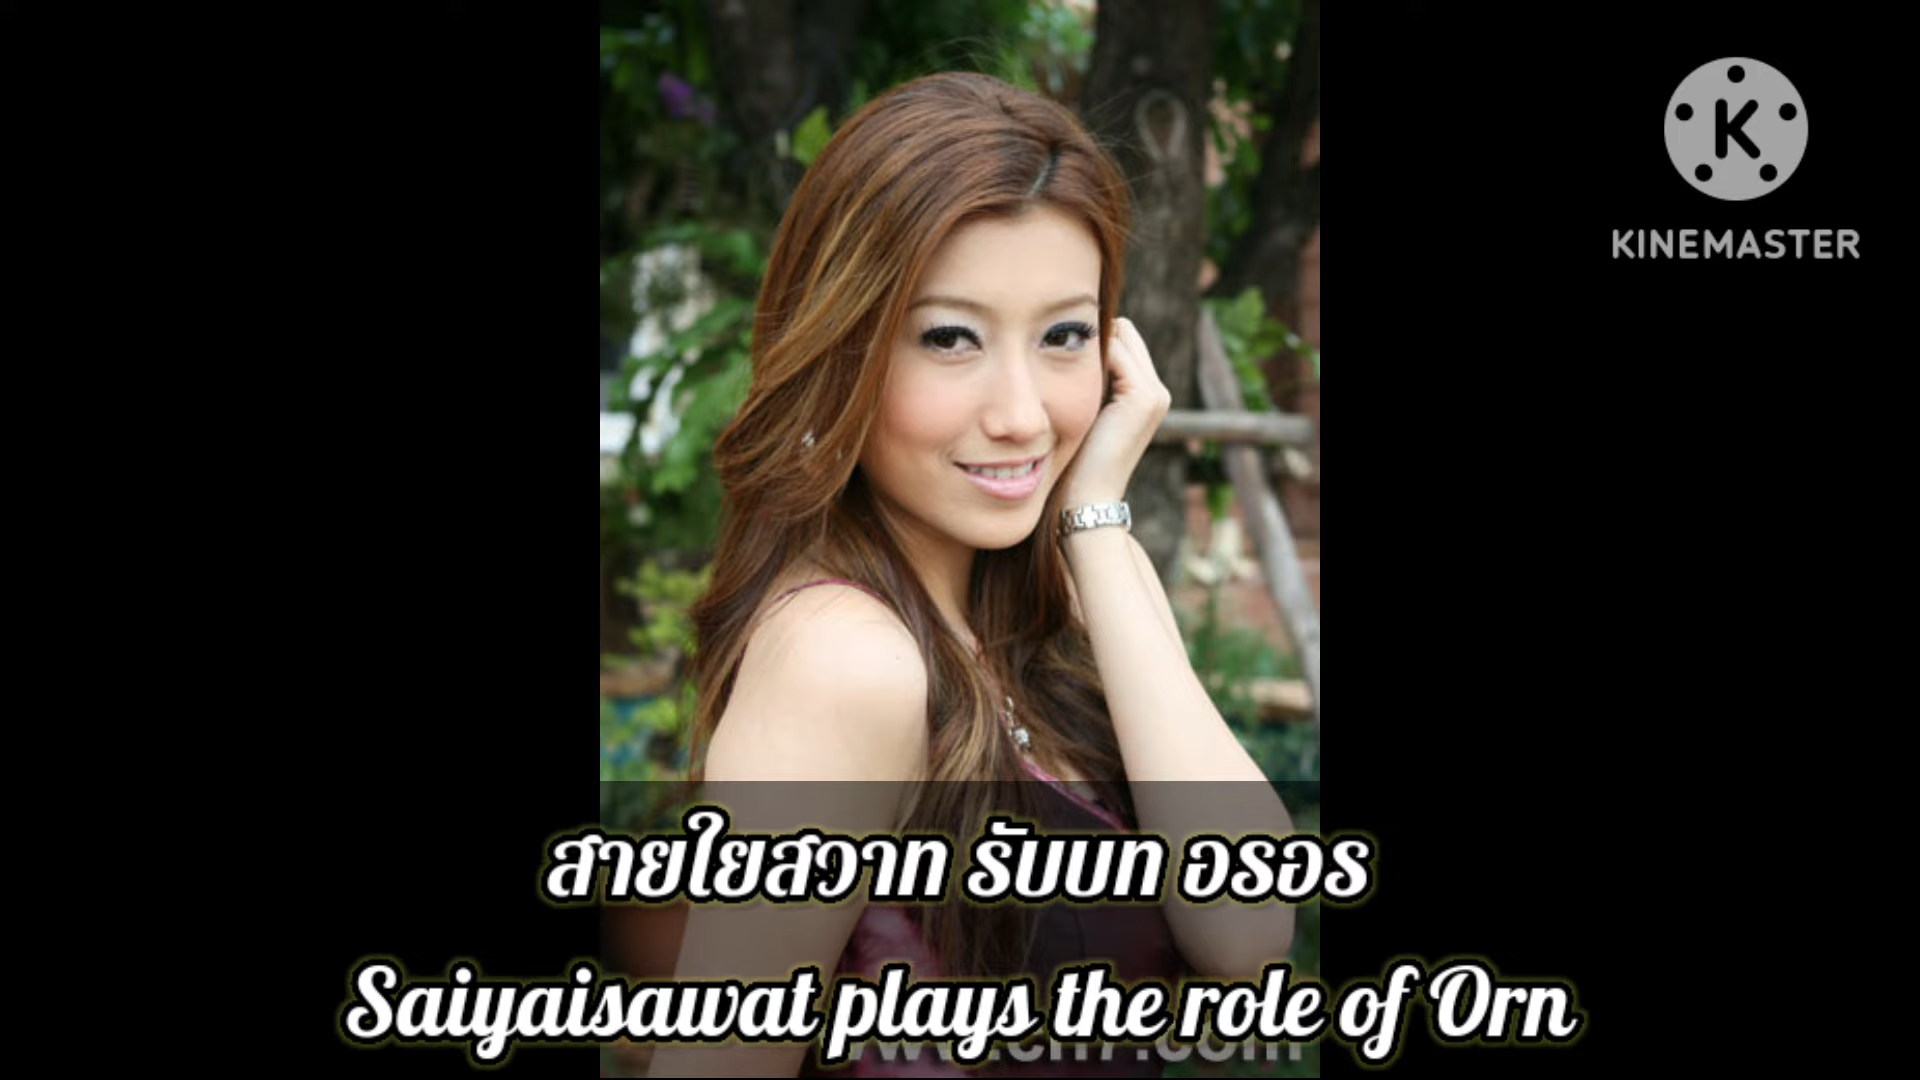 KINEMASTER
สายใยสวาท รับบท อรอร
Saiyaisawat plays the role of Orn